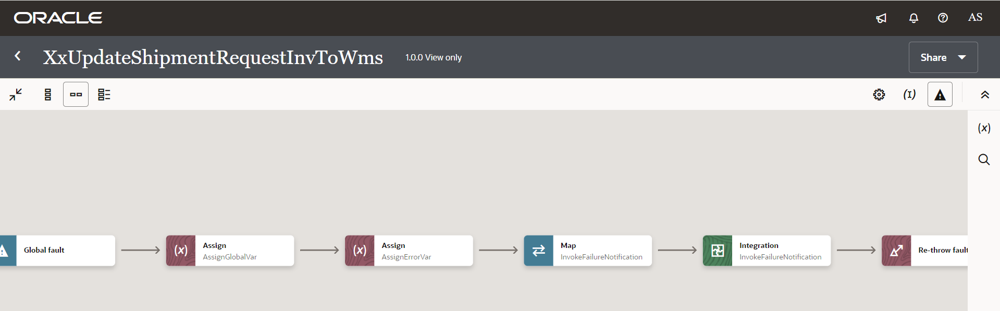 ORACLE
AS
XxUpdateShipmentRequestInvToWms
1.0.0 View only
Share
(I)
(x)
Global fault
(x)
Assign
AssignGlobalVar
(x)
Assign
AssignErrorVar
Map
InvokeFailureNotification
Integration
InvokeFailureNotification
Re-throw fault